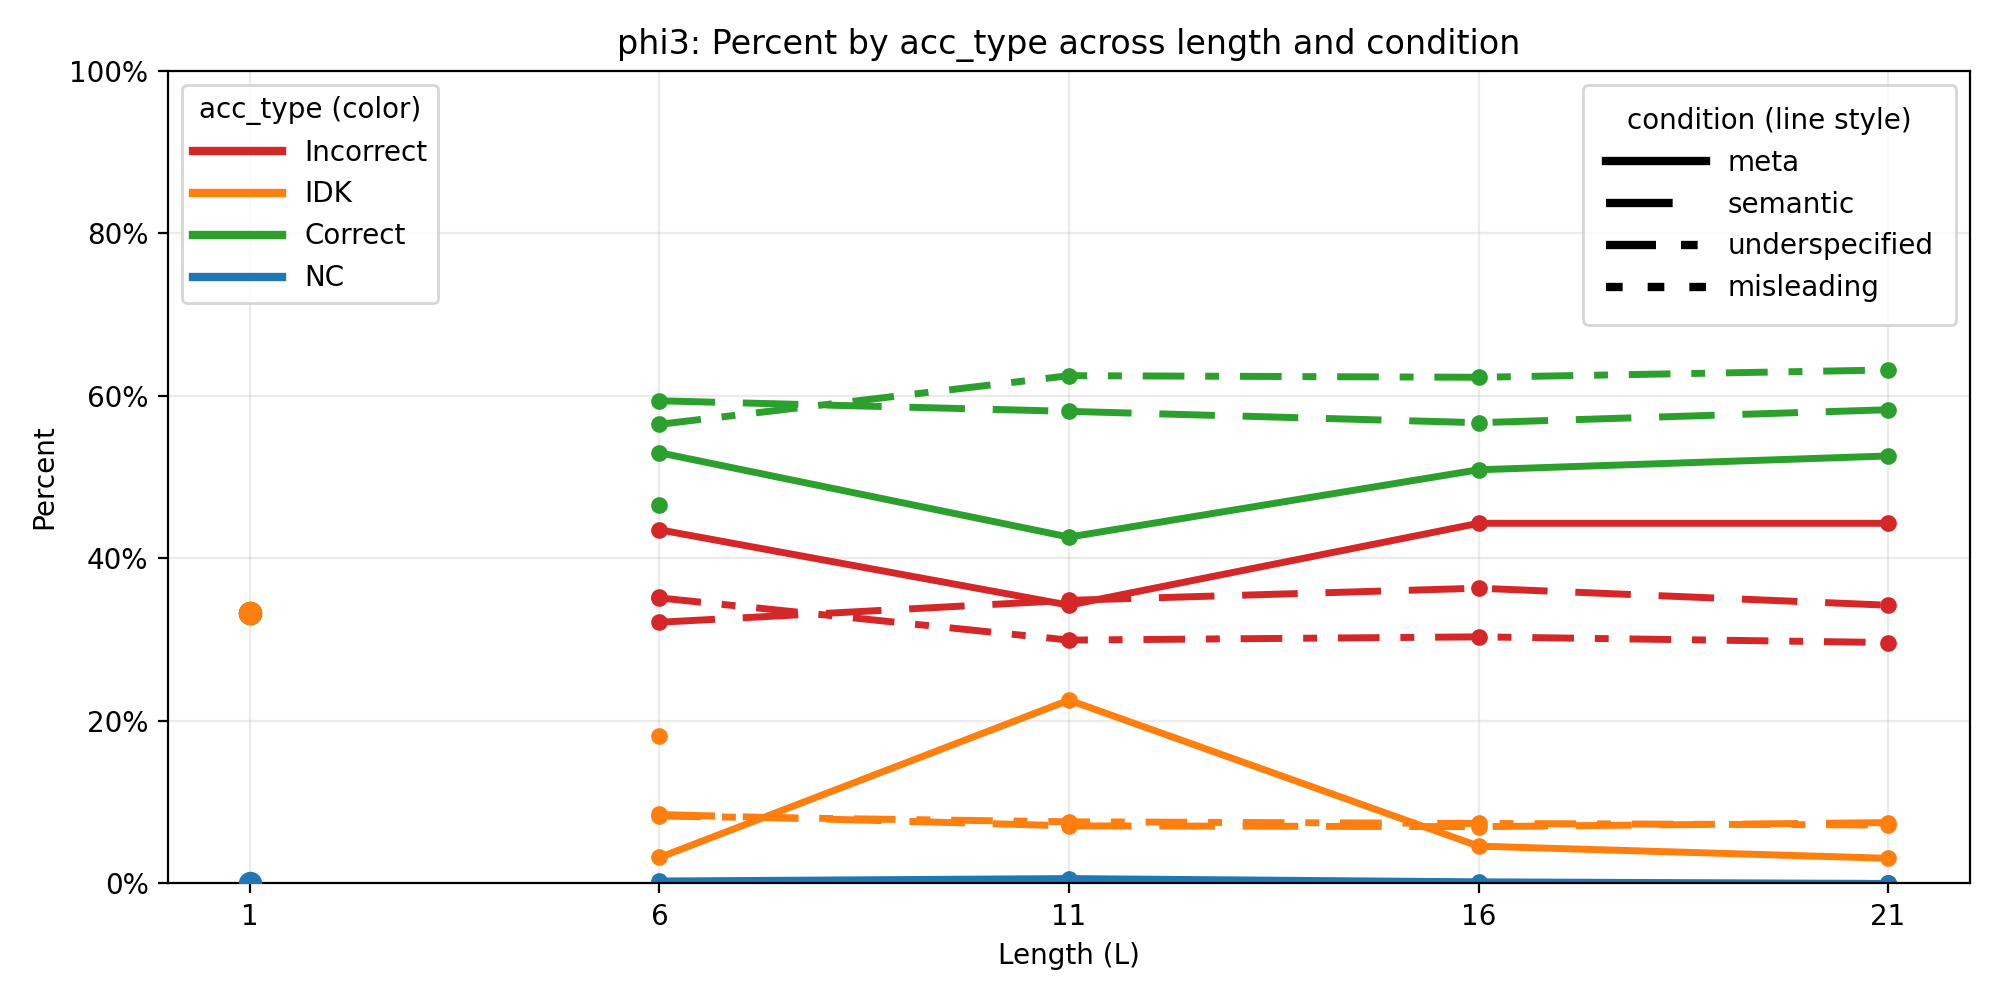 phi3: Percent by acc_type across length and condition
100%
80%
60%
40%
20%
0%
Percent
acc_type (color)
Incorrect
IDK
Correct
NC
condition (line style)
meta
semantic
underspecified
misleading
1 6 11 16 21
Length (L)